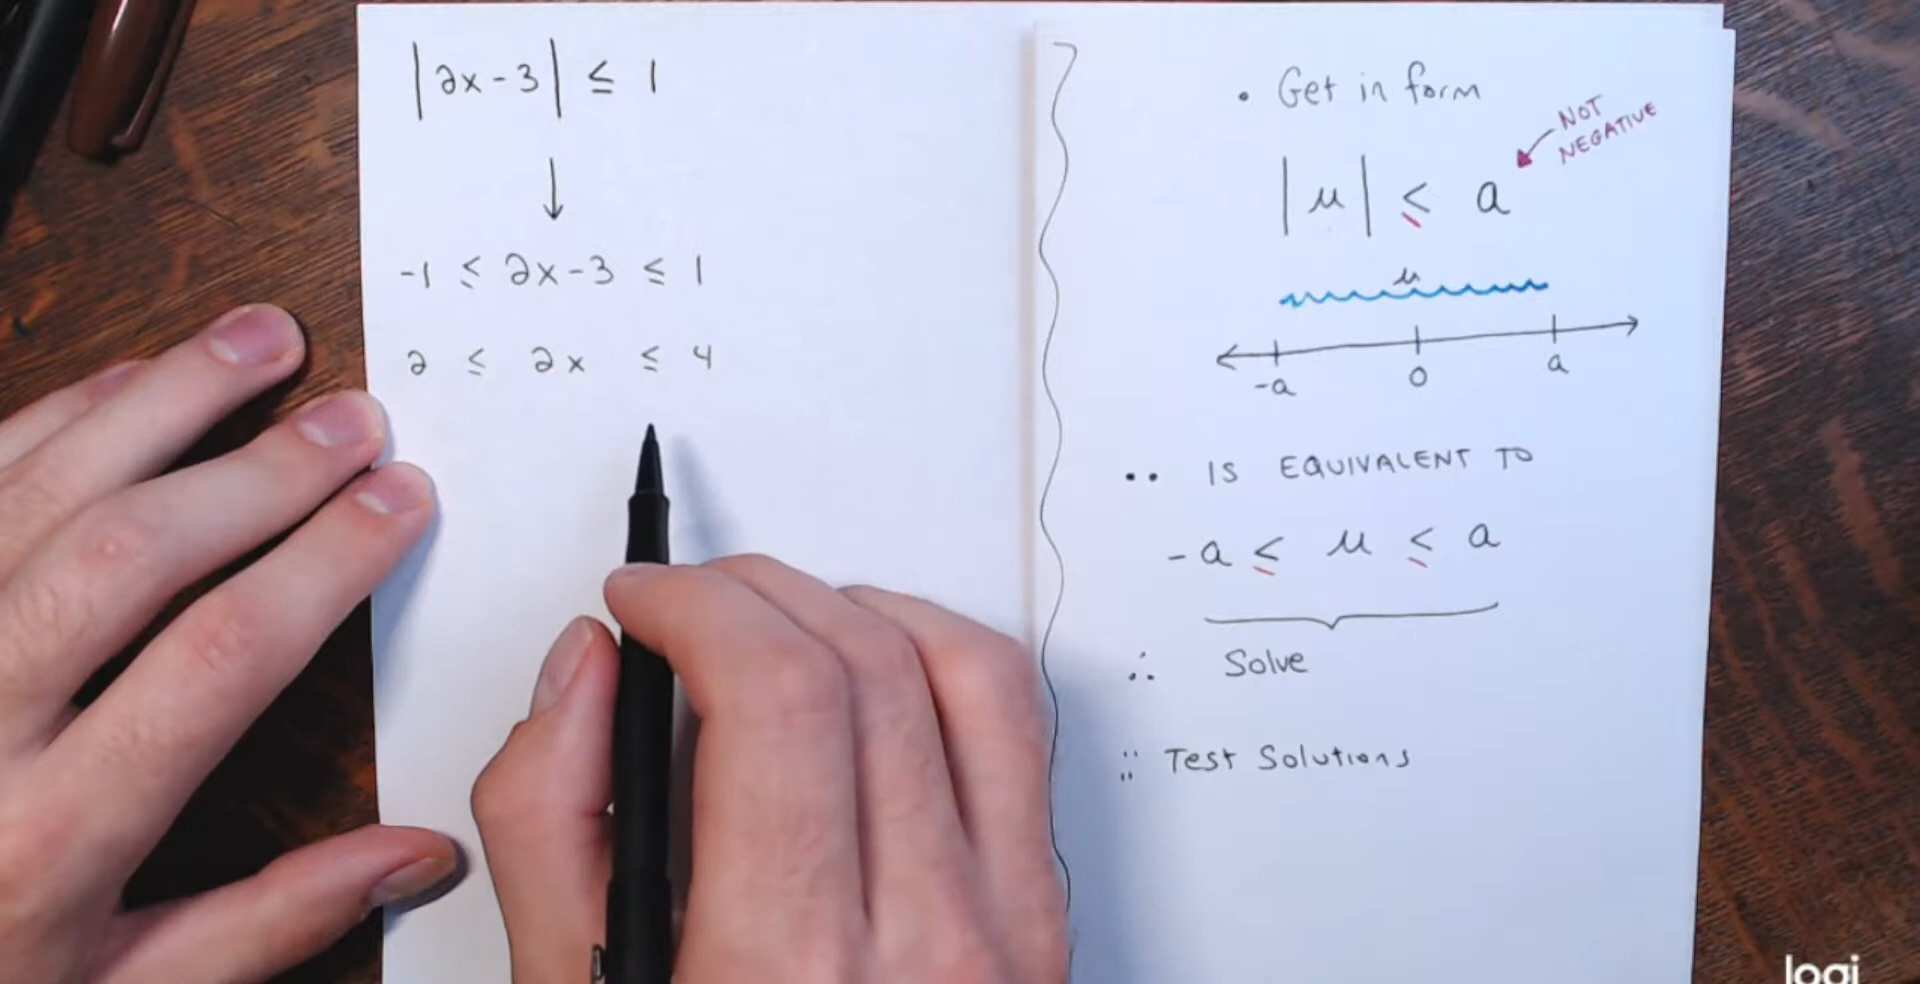 |2x-3| ≤ 1
↓
-1 ≤ 2x-3 ≤ 1
2 ≤ 2x ≤ 4
• Get in form
NOT
NEGATIVE
|u| ≤ a
u
-a 0 a
•• IS EQUIVALENT TO
-a ≤ u ≤ a
∴ Solve
:: Test Solutions
logi